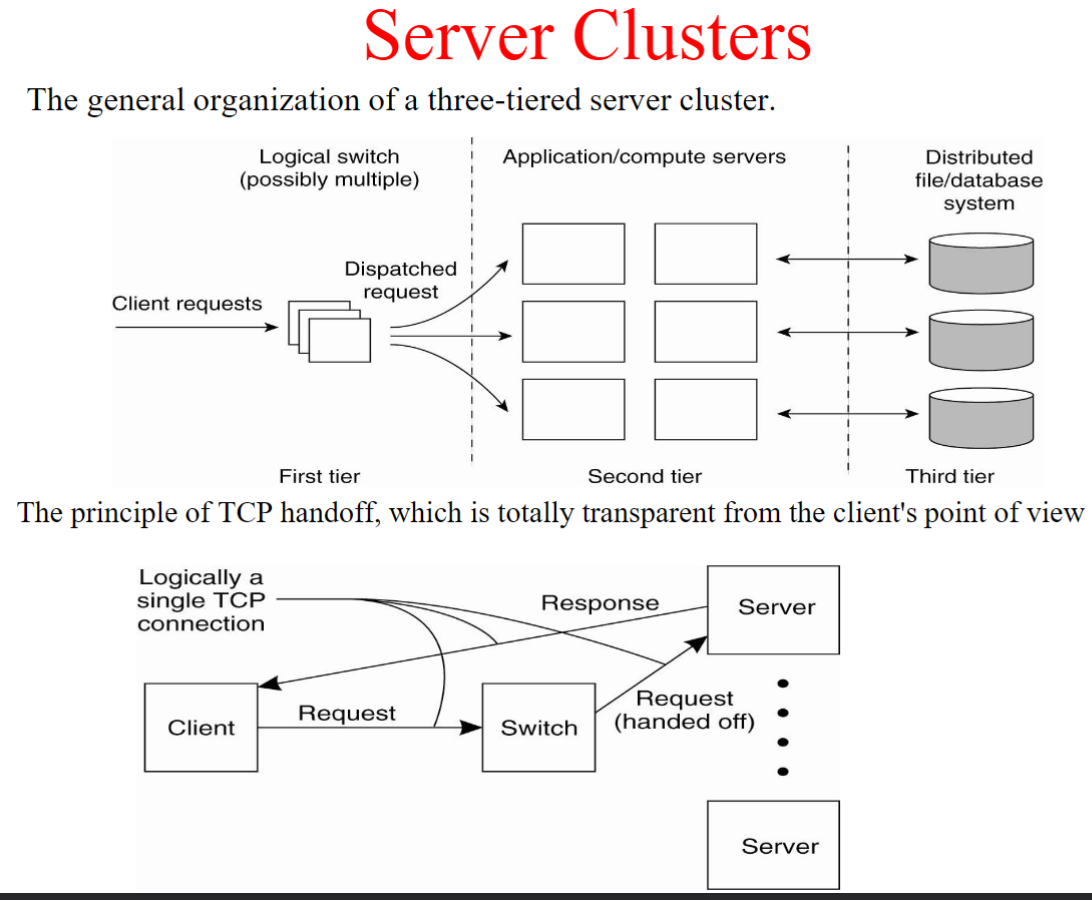 Server Clusters
The general organization of a three-tiered server cluster.
Logical switch
(possibly multiple)
Application/compute servers
Distributed
file/database
system
Dispatched
request
Client requests
First tier
Second tier
Third tier
The principle of TCP handoff, which is totally transparent from the client's point of view
Logically a
single TCP
connection
Response
Server
Request
(handed off)
Client
Request
Switch
Server